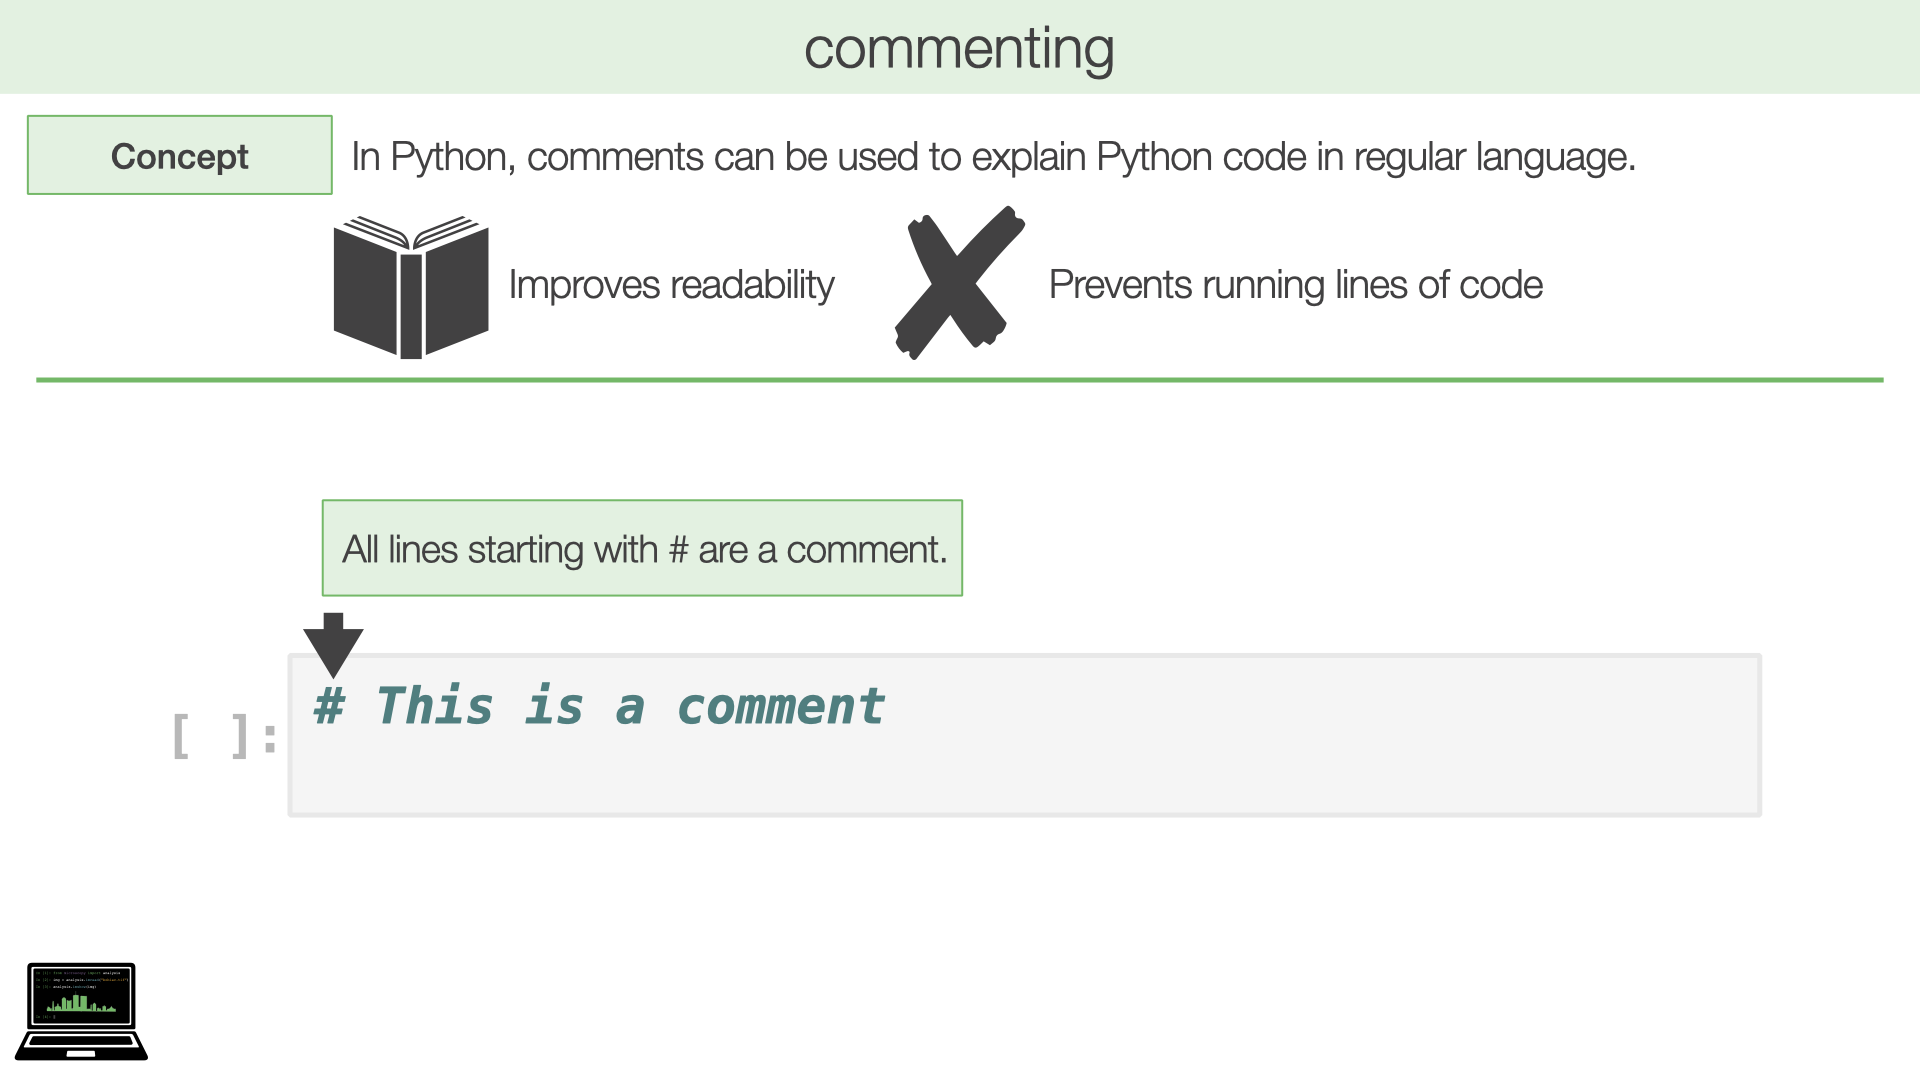 commenting
Concept
In Python, comments can be used to explain Python code in regular language.
Improves readability
Prevents running lines of code
All lines starting with # are a comment.
[ ]:
# This is a comment